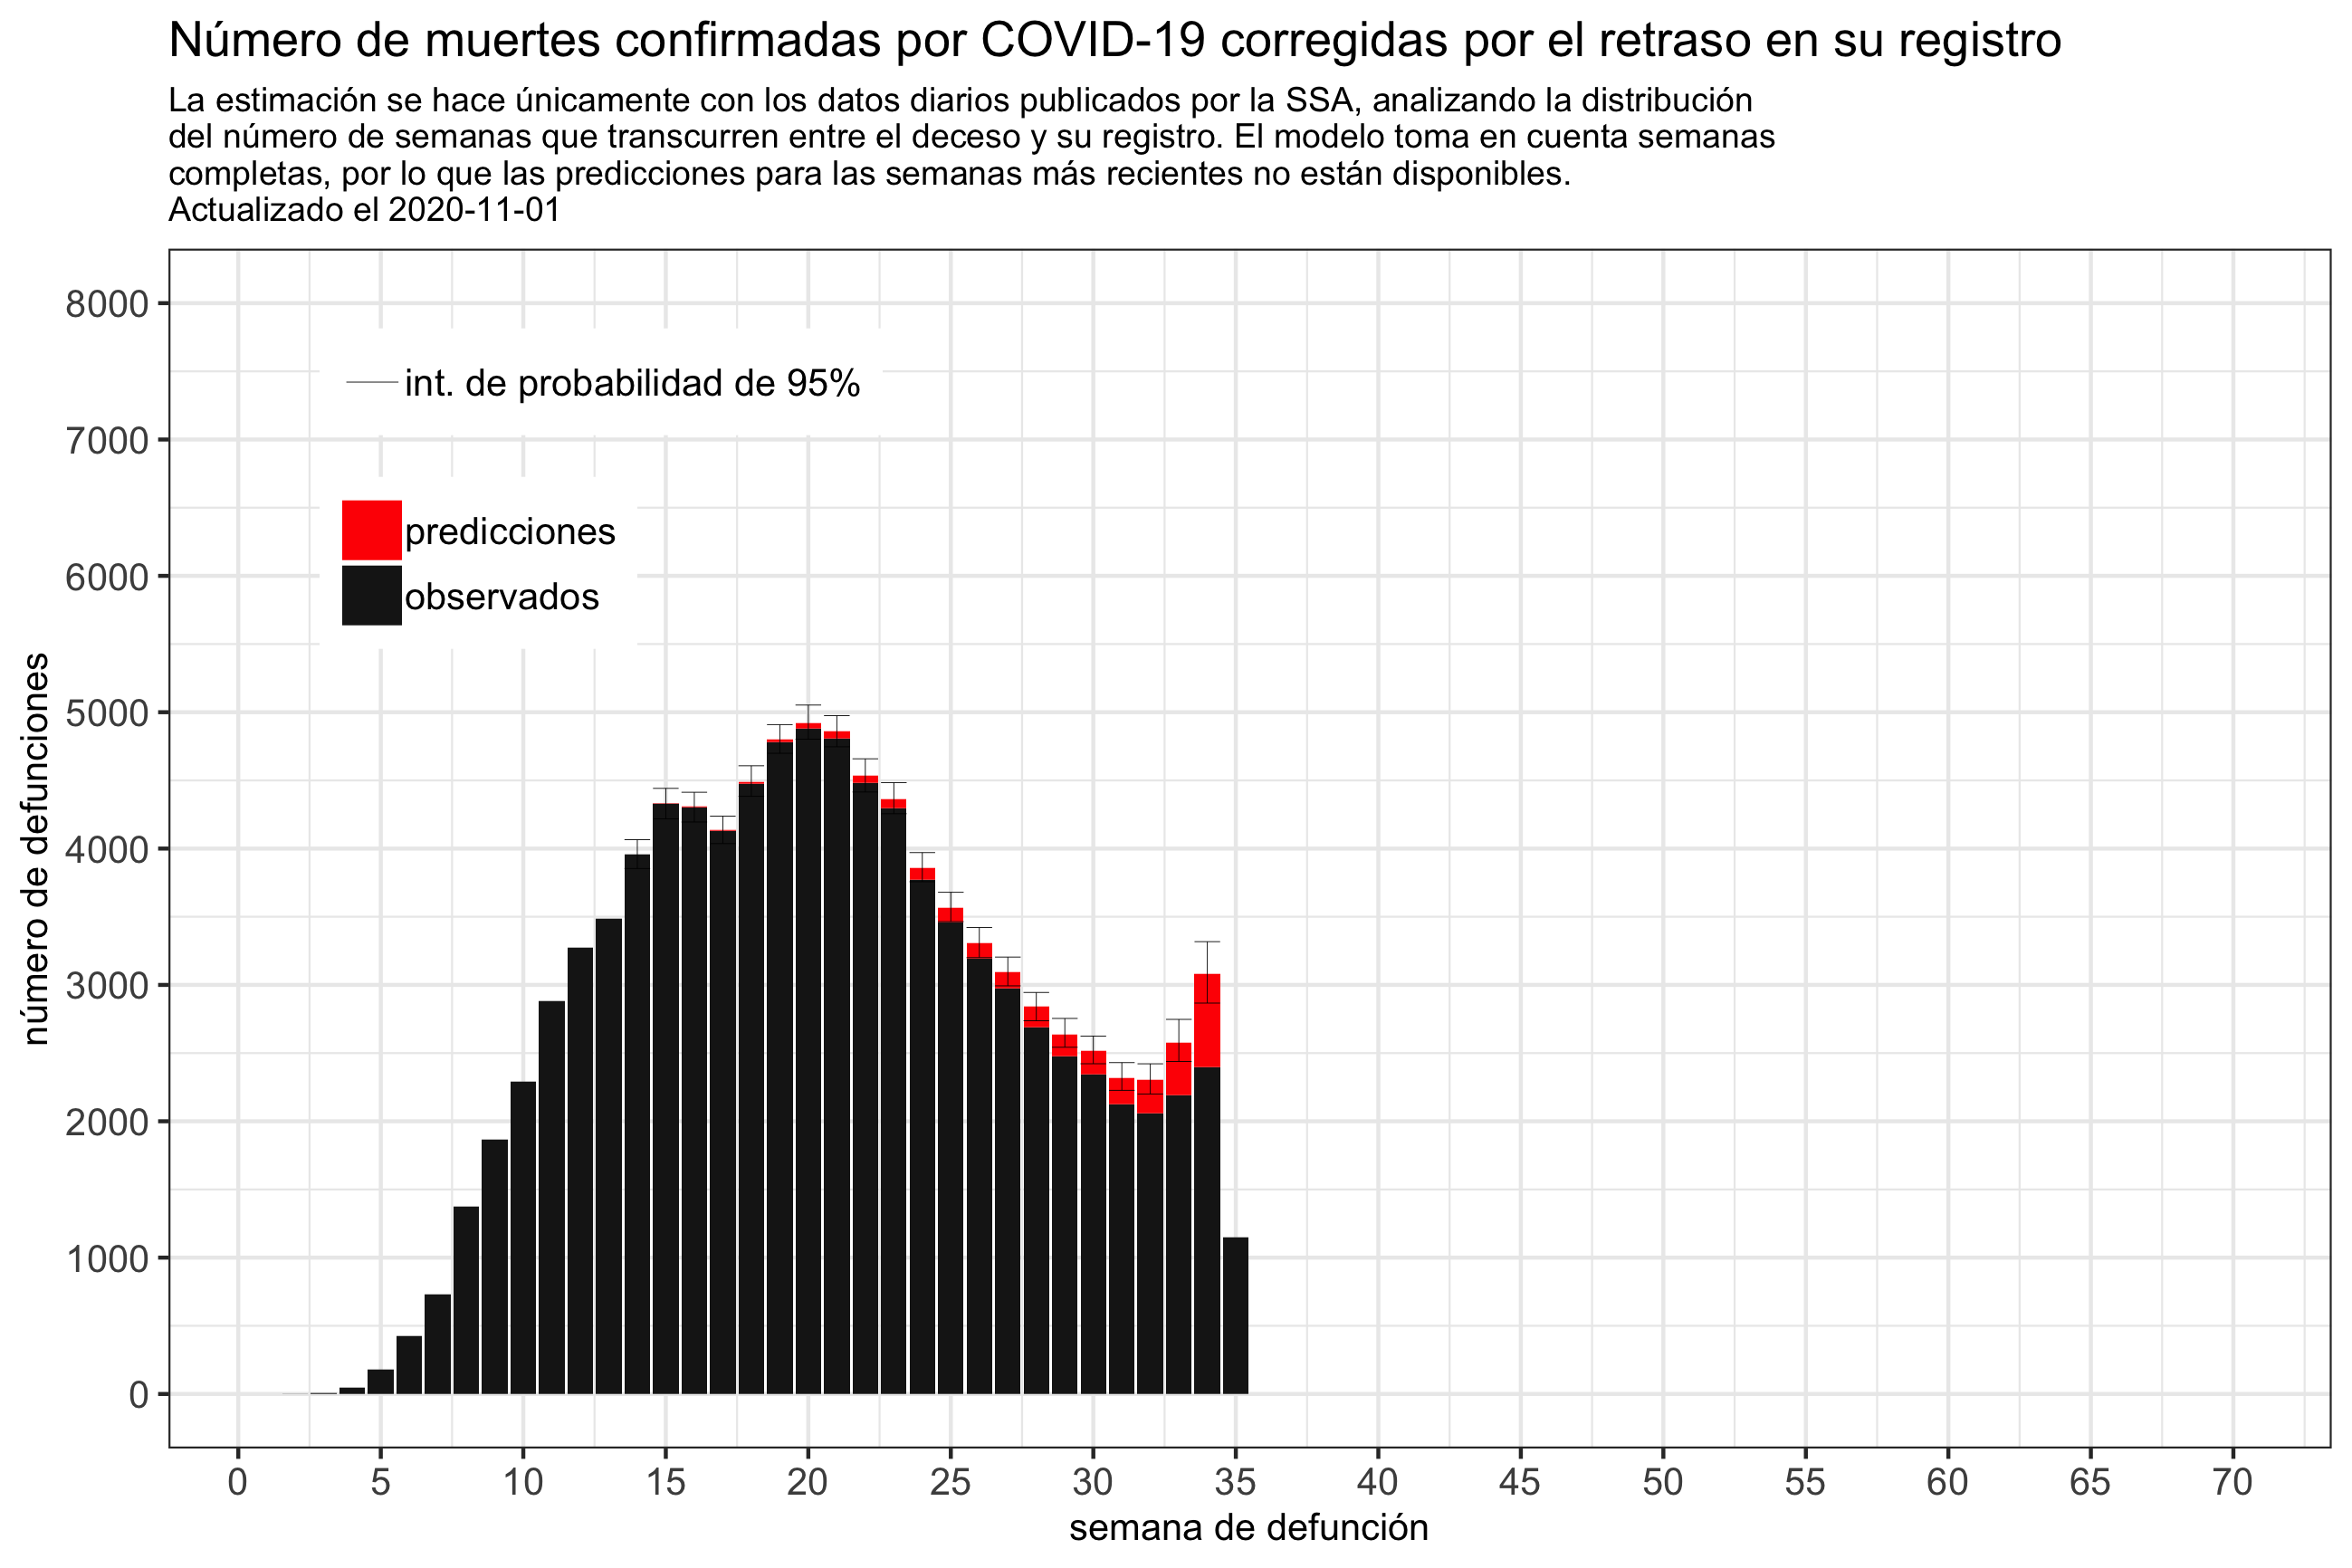 Número de muertes confirmadas por COVID-19 corregidas por el retraso en su registro
La estimación se hace únicamente con los datos diarios publicados por la SSA, analizando la distribución
del número de semanas que transcurren entre el deceso y su registro. El modelo toma en cuenta semanas
completas, por lo que las predicciones para las semanas más recientes no están disponibles.
Actualizado el 2020-11-01
int. de probabilidad de 95%
predicciones
observados
número de defunciones
8000
7000
6000
5000
4000
3000
2000
1000
0
0 5 10 15 20 25 30 35 40 45 50 55 60 65 70
semana de defunción